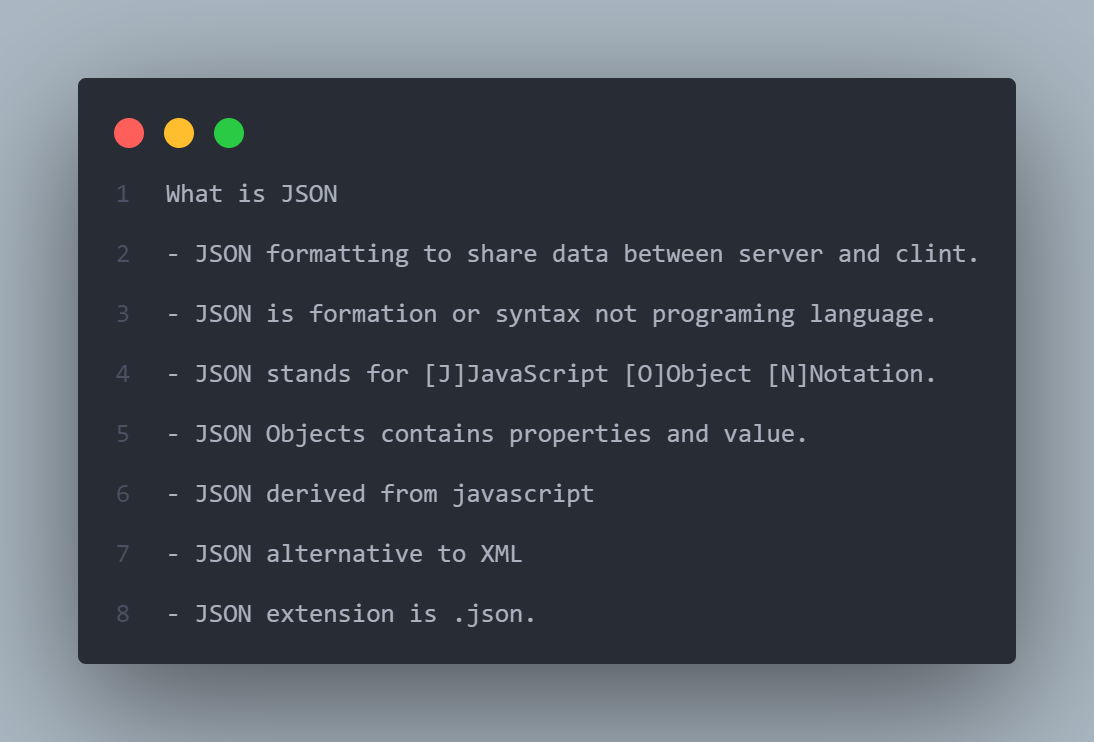 1 What is JSON
2 - JSON formatting to share data between server and clint.
3 - JSON is formation or syntax not programing language.
4 - JSON stands for [J]JavaScript [O]Object [N]Notation.
5 - JSON Objects contains properties and value.
6 - JSON derived from javascript
7 - JSON alternative to XML
8 - JSON extension is .json.